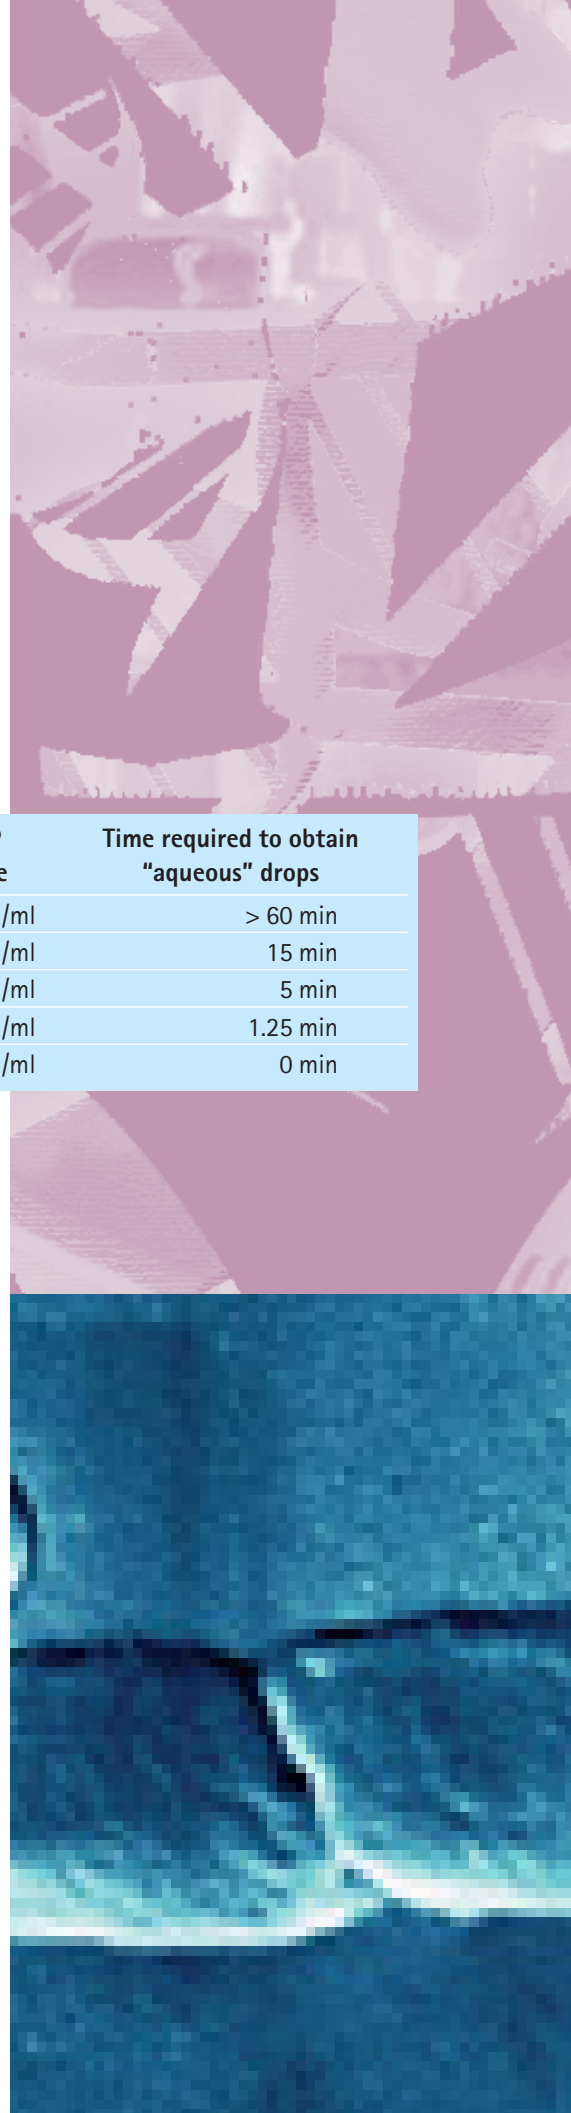 Time required to obtain
"aqueous" drops
/ml > 60 min
/ml 15 min
/ml 5 min
/ml 1.25 min
/ml 0 min